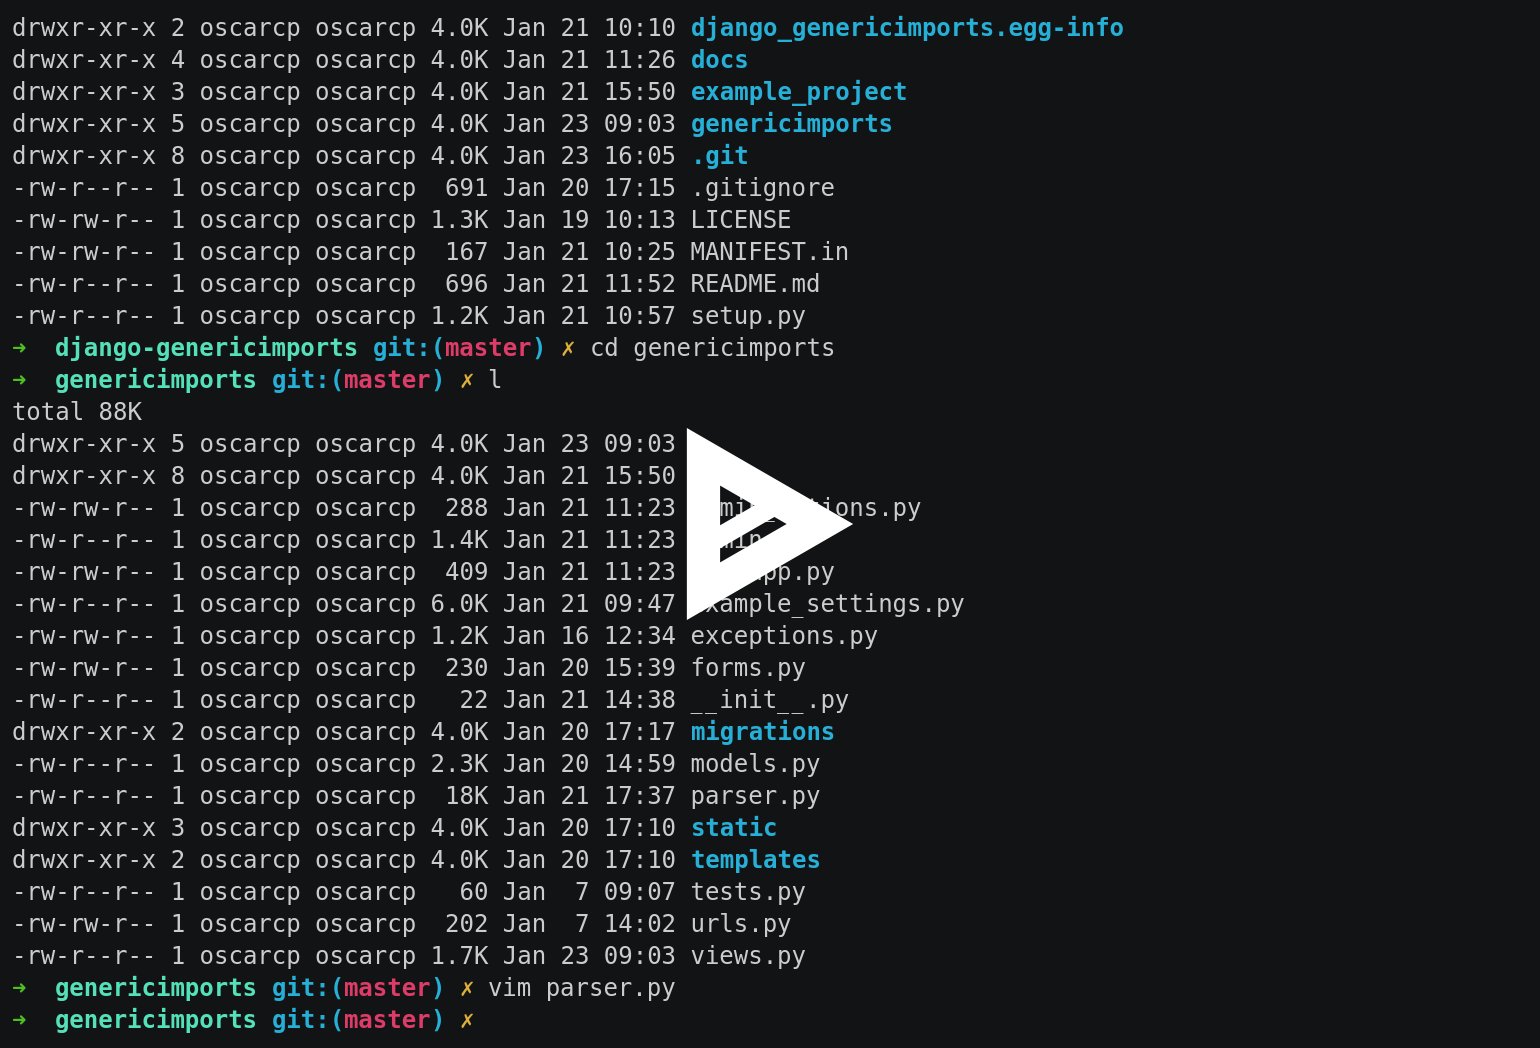 drwxr-xr-x 2 oscarcp oscarcp 4.0K Jan 21 10:10 django_genericimports.egg-info
drwxr-xr-x 4 oscarcp oscarcp 4.0K Jan 21 11:26 docs
drwxr-xr-x 3 oscarcp oscarcp 4.0K Jan 21 15:50 example_project
drwxr-xr-x 5 oscarcp oscarcp 4.0K Jan 23 09:03 genericimports
drwxr-xr-x 8 oscarcp oscarcp 4.0K Jan 23 16:05 .git
-rw-r--r-- 1 oscarcp oscarcp  691 Jan 20 17:15 .gitignore
-rw-rw-r-- 1 oscarcp oscarcp 1.3K Jan 19 10:13 LICENSE
-rw-rw-r-- 1 oscarcp oscarcp  167 Jan 21 10:25 MANIFEST.in
-rw-r--r-- 1 oscarcp oscarcp  696 Jan 21 11:52 README.md
-rw-r--r-- 1 oscarcp oscarcp 1.2K Jan 21 10:57 setup.py
➜  django-genericimports git:(master) ✗ cd genericimports
➜  genericimports git:(master) ✗ l
total 88K
drwxr-xr-x 5 oscarcp oscarcp 4.0K Jan 23 09:03
drwxr-xr-x 8 oscarcp oscarcp 4.0K Jan 21 15:50
-rw-rw-r-- 1 oscarcp oscarcp  288 Jan 21 11:23
-rw-r--r-- 1 oscarcp oscarcp 1.4K Jan 21 11:23
-rw-rw-r-- 1 oscarcp oscarcp  409 Jan 21 11:23
-rw-r--r-- 1 oscarcp oscarcp 6.0K Jan 21 09:47 example_settings.py
-rw-rw-r-- 1 oscarcp oscarcp 1.2K Jan 16 12:34 exceptions.py
-rw-rw-r-- 1 oscarcp oscarcp  230 Jan 20 15:39 forms.py
-rw-r--r-- 1 oscarcp oscarcp   22 Jan 21 14:38 __init__.py
drwxr-xr-x 2 oscarcp oscarcp 4.0K Jan 20 17:17 migrations
-rw-r--r-- 1 oscarcp oscarcp 2.3K Jan 20 14:59 models.py
-rw-r--r-- 1 oscarcp oscarcp  18K Jan 21 17:37 parser.py
drwxr-xr-x 3 oscarcp oscarcp 4.0K Jan 20 17:10 static
drwxr-xr-x 2 oscarcp oscarcp 4.0K Jan 20 17:10 templates
-rw-r--r-- 1 oscarcp oscarcp   60 Jan  7 09:07 tests.py
-rw-rw-r-- 1 oscarcp oscarcp  202 Jan  7 14:02 urls.py
-rw-r--r-- 1 oscarcp oscarcp 1.7K Jan 23 09:03 views.py
➜  genericimports git:(master) ✗ vim parser.py
➜  genericimports git:(master) ✗